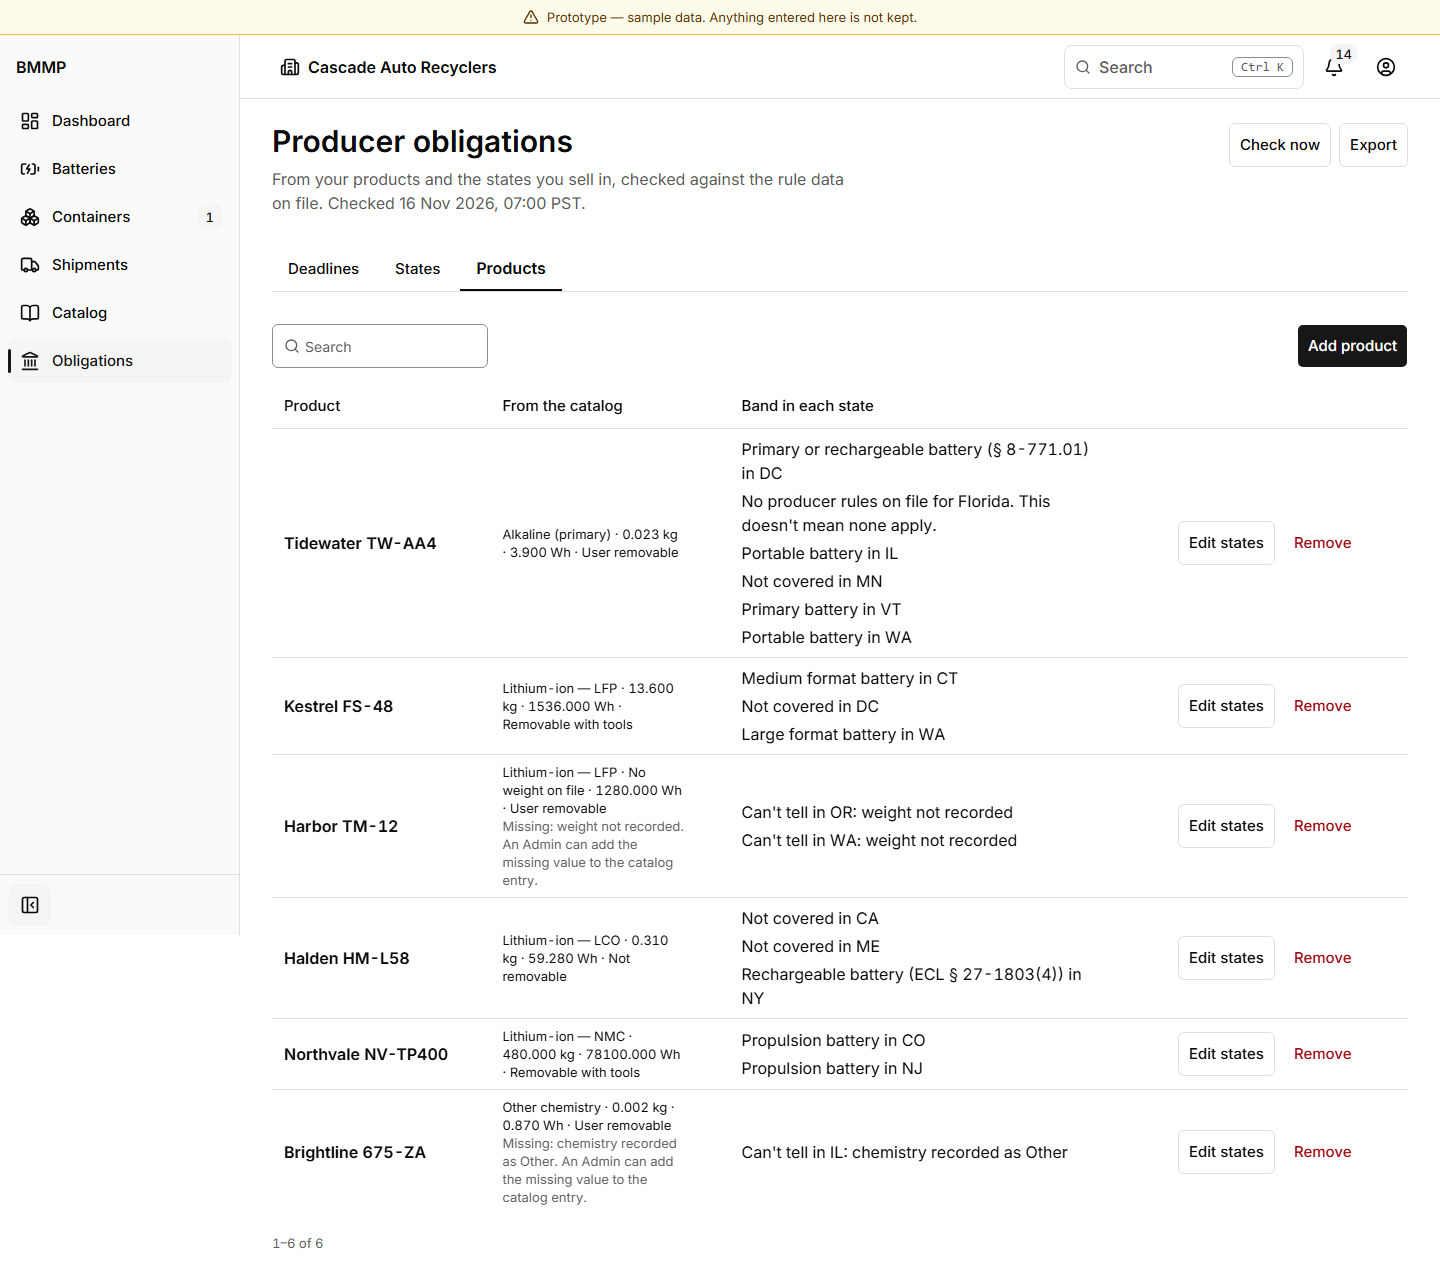 Prototype — sample data. Anything entered here is not kept.
BMMP
Dashboard
Batteries
Containers 1
Shipments
Catalog
Obligations
Cascade Auto Recyclers
Search Ctrl K
14
Producer obligations
From your products and the states you sell in, checked against the rule data
on file. Checked 16 Nov 2026, 07:00 PST.
Check now
Export
Deadlines
States
Products
Search
Add product
Product
From the catalog
Band in each state
Tidewater TW-AA4
Alkaline (primary) · 0.023 kg
· 3.900 Wh · User removable
Primary or rechargeable battery (§ 8-771.01)
in DC
No producer rules on file for Florida. This
doesn't mean none apply.
Portable battery in IL
Not covered in MN
Primary battery in VT
Portable battery in WA
Edit states
Remove
Kestrel FS-48
Lithium-ion — LFP · 13.600
kg · 1536.000 Wh ·
Removable with tools
Medium format battery in CT
Not covered in DC
Large format battery in WA
Edit states
Remove
Harbor TM-12
Lithium-ion — LFP · No
weight on file · 1280.000 Wh
· User removable
Missing: weight not recorded.
An Admin can add the
missing value to the catalog
entry.
Can't tell in OR: weight not recorded
Can't tell in WA: weight not recorded
Edit states
Remove
Halden HM-L58
Lithium-ion — LCO · 0.310
kg · 59.280 Wh · Not
removable
Not covered in CA
Not covered in ME
Rechargeable battery (ECL § 27-1803(4)) in
NY
Edit states
Remove
Northvale NV-TP400
Lithium-ion — NMC ·
480.000 kg · 78100.000 Wh
· Removable with tools
Propulsion battery in CO
Propulsion battery in NJ
Edit states
Remove
Brightline 675-ZA
Other chemistry · 0.002 kg ·
0.870 Wh · User removable
Missing: chemistry recorded
as Other. An Admin can add
the missing value to the
catalog entry.
Can't tell in IL: chemistry recorded as Other
Edit states
Remove
1–6 of 6